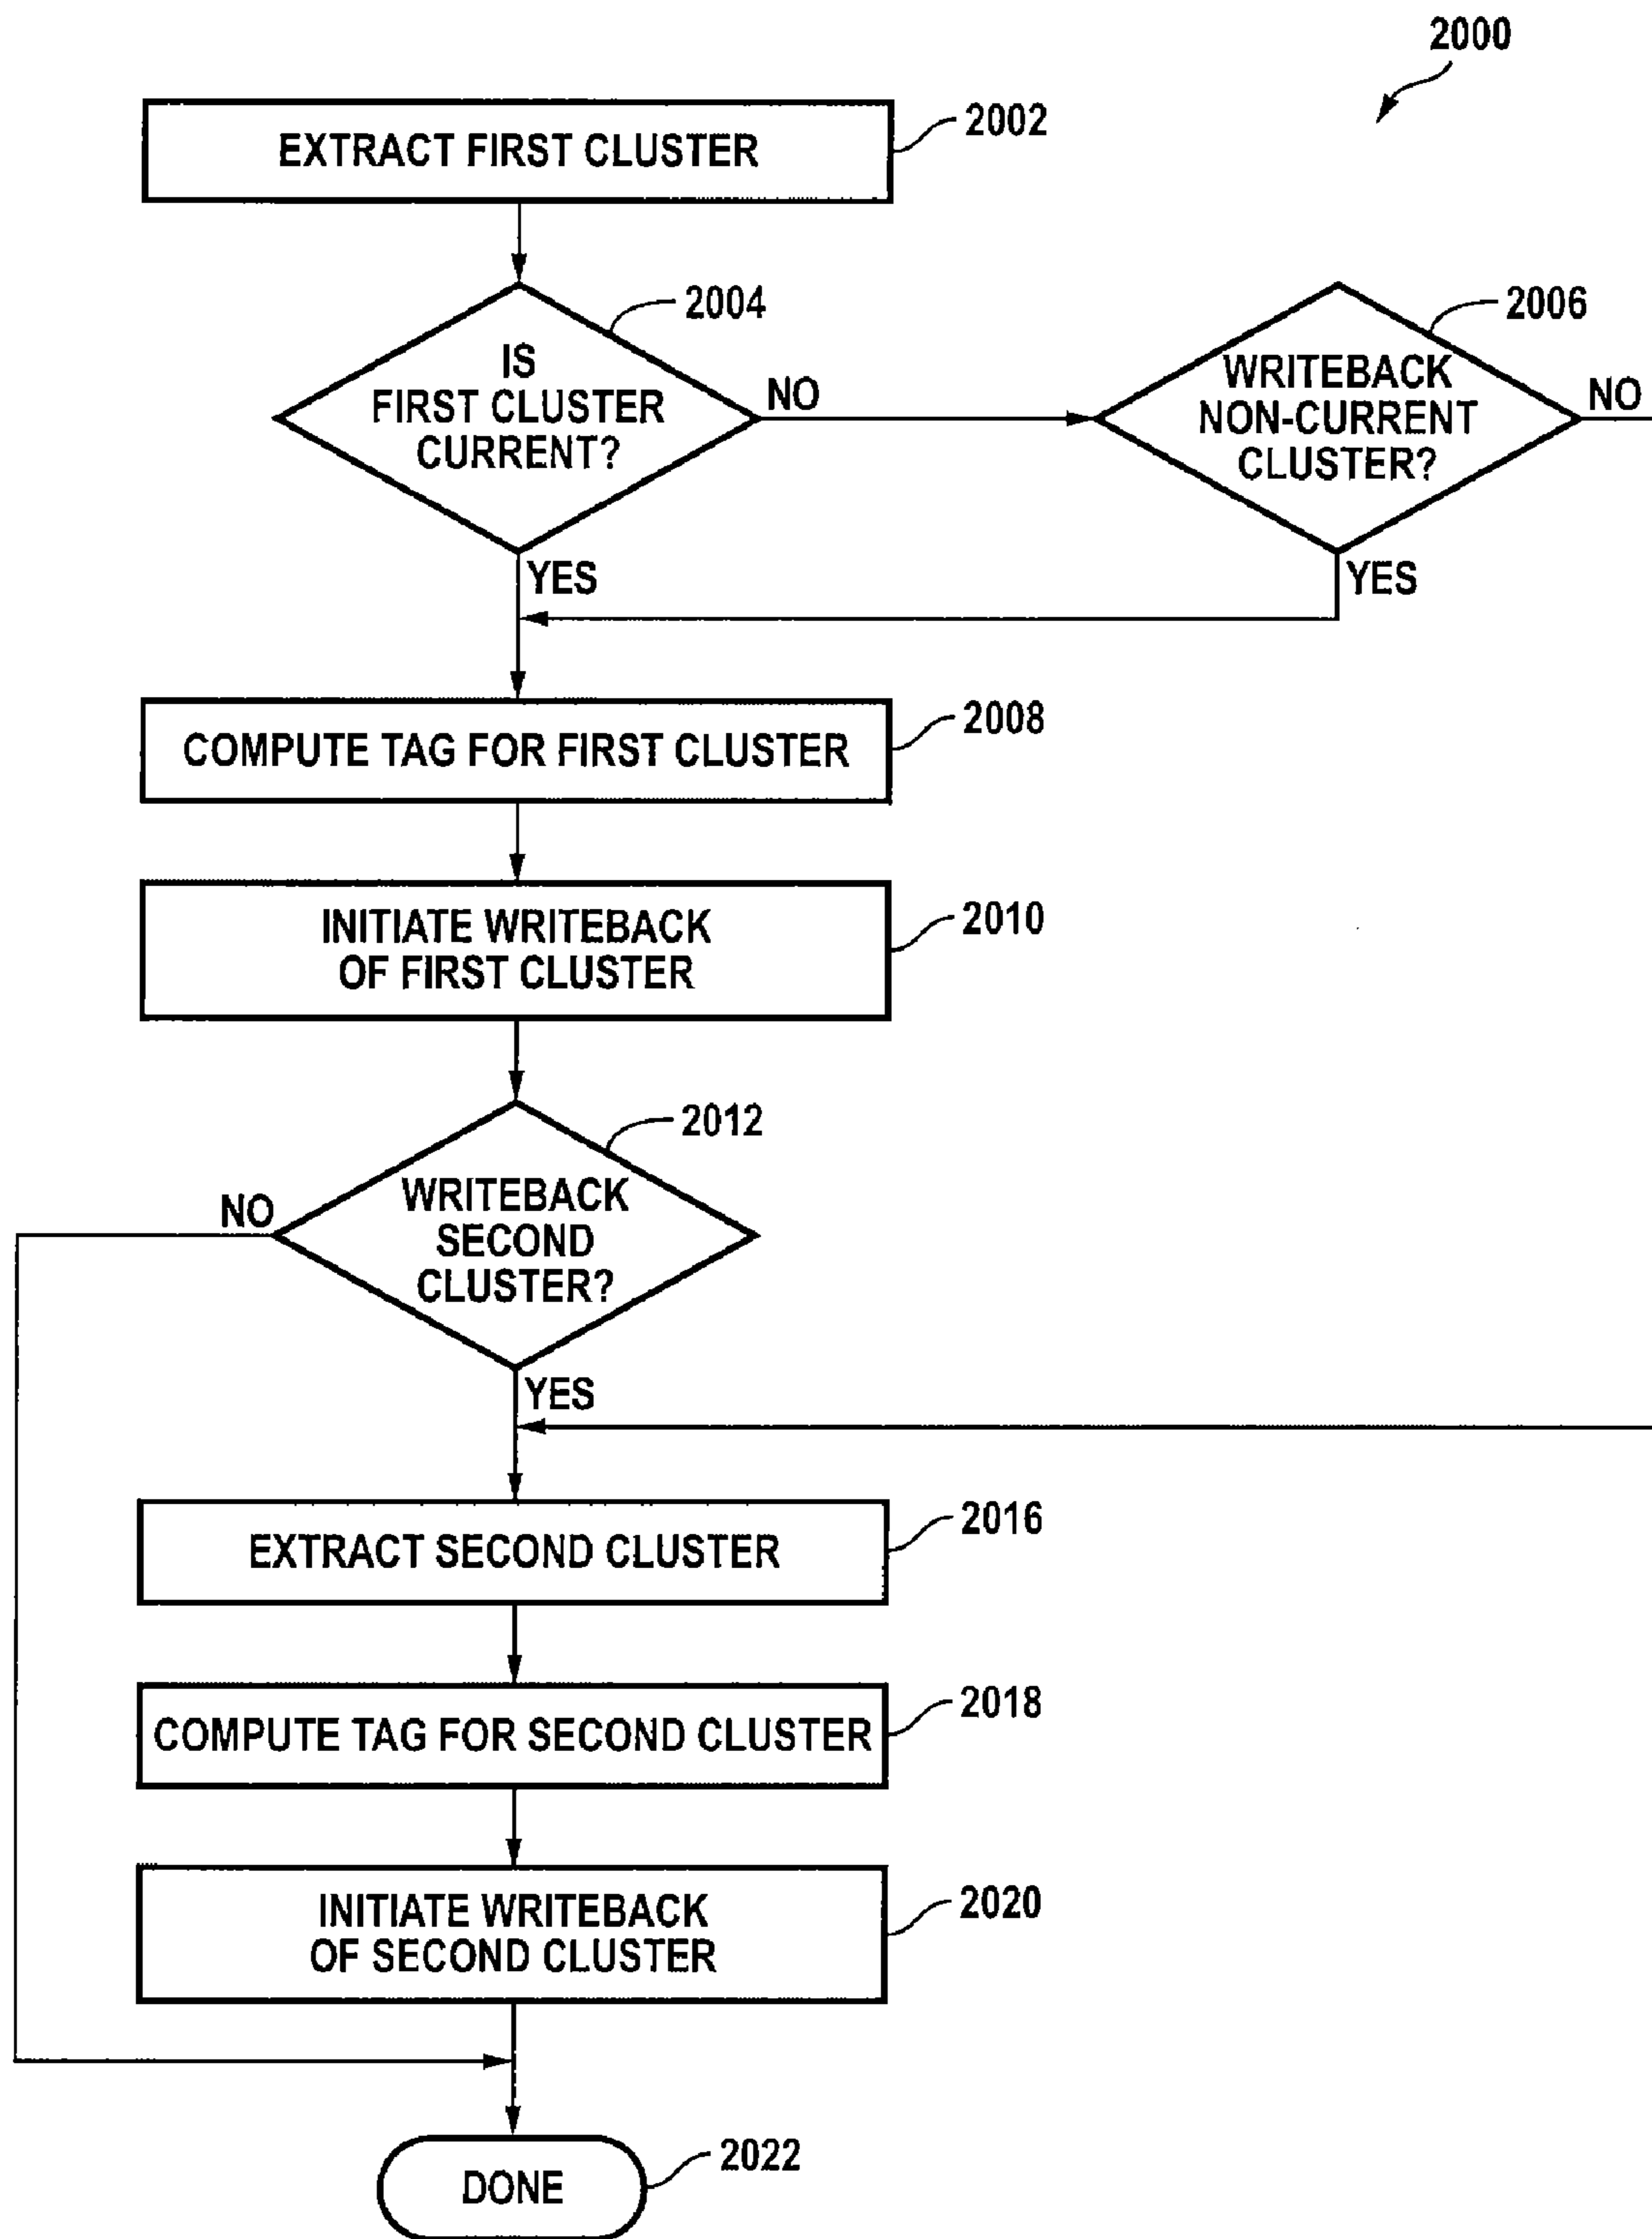 2000
EXTRACT FIRST CLUSTER
2002
2004
IS
FIRST CLUSTER
CURRENT?
NO
2006
WRITEBACK
NON-CURRENT
CLUSTER?
NO
YES
YES
COMPUTE TAG FOR FIRST CLUSTER
2008
INITIATE WRITEBACK
OF FIRST CLUSTER
2010
2012
WRITEBACK
SECOND
CLUSTER?
NO
YES
EXTRACT SECOND CLUSTER
2016
COMPUTE TAG FOR SECOND CLUSTER
2018
INITIATE WRITEBACK
OF SECOND CLUSTER
2020
DONE
2022